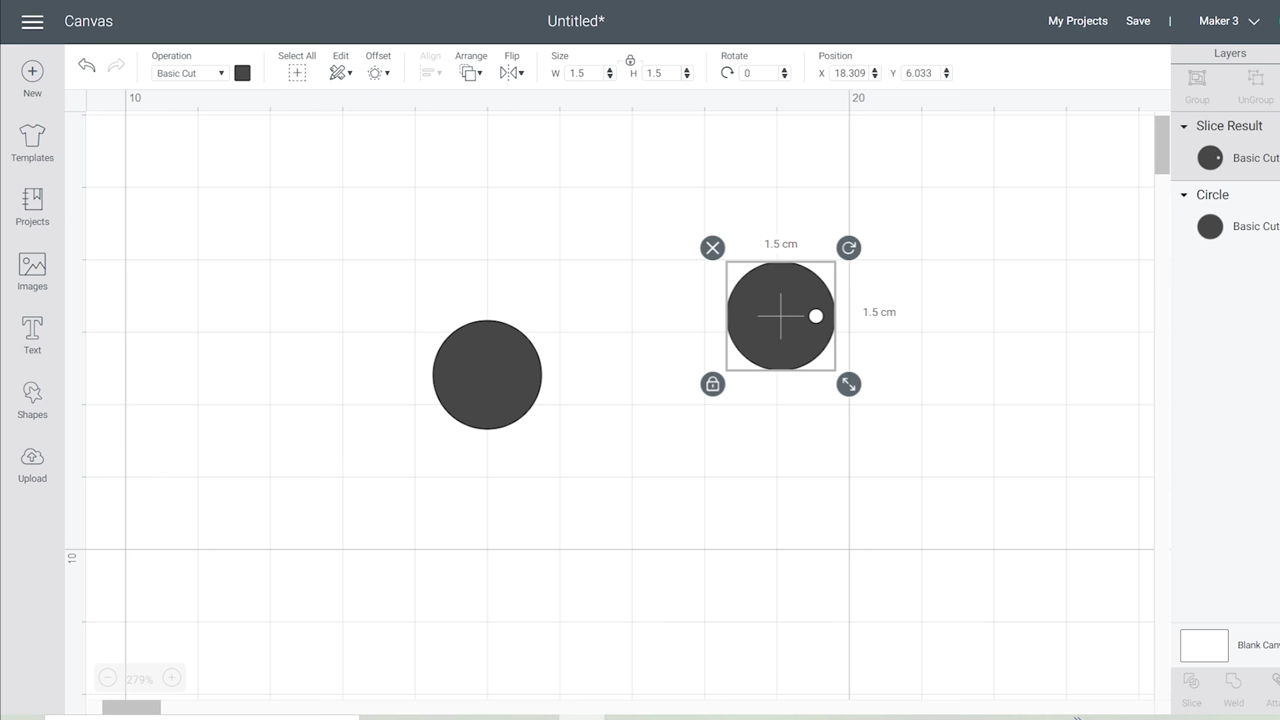 Canvas
Untitled*
My Projects Save | Maker 3
Operation Select All Edit Offset Align Arrange Flip Size Rotate Position
Basic Cut W 1.5 H 1.5 0 X 18.309 Y 6.033
Layers
Group UnGroup
New
Templates
Projects
Images
Text
Shapes
Upload
10 20
10
1.5 cm
1.5 cm
279%
Slice Result
Basic Cut
Circle
Basic Cut
Blank Can
Slice Weld Atta